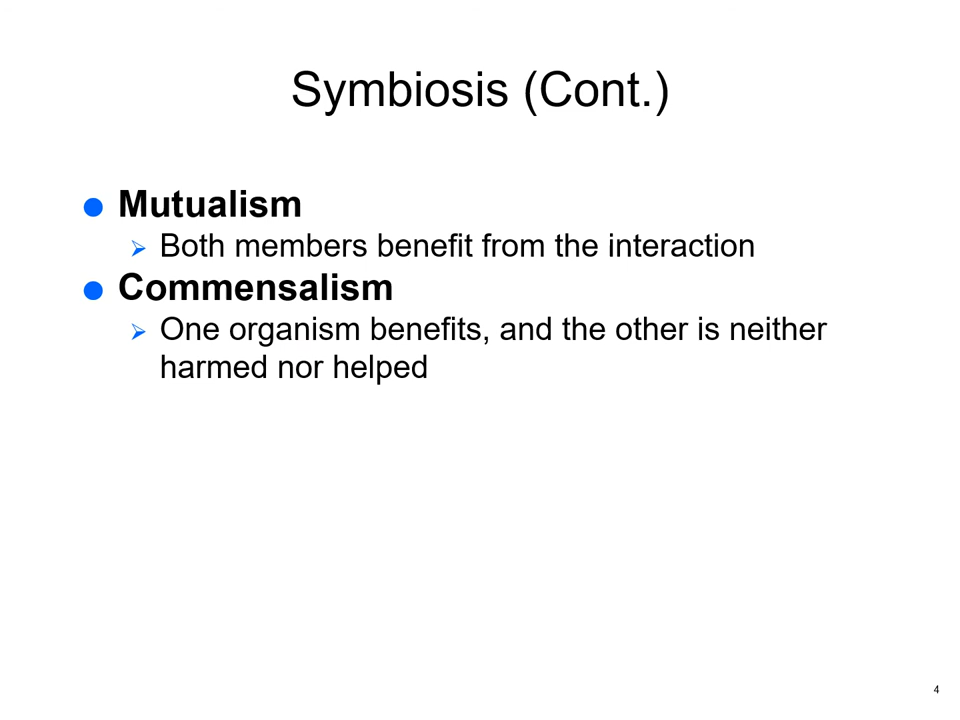 Symbiosis (Cont.)
● Mutualism
➢ Both members benefit from the interaction
● Commensalism
➢ One organism benefits, and the other is neither
harmed nor helped
4